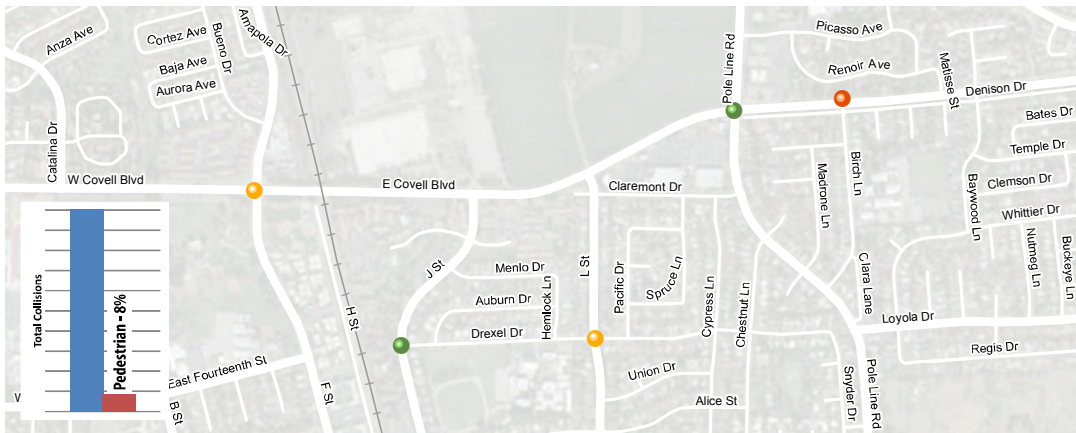 Anza Ave
Cortez Ave
Bueno Dr
Amapola Dr
Baja Ave
Aurora Ave
Catalina Dr
W Covell Blvd
E Covell Blvd
Pole Line Rd
Picasso Ave
Renoir Ave
Matisse St
Denison Dr
Bates Dr
Temple Dr
Clemson Dr
Whittier Dr
Baywood Ln
Nutmeg Ln
Buckeye Ln
Birch Ln
Madrone Ln
Claremont Dr
L St
J St
Menlo Dr
Auburn Dr
Hemlock Ln
Drexel Dr
Pacific Dr
Spruce Ln
Cypress Ln
Chestnut Ln
Clara Lane
Loyola Dr
Regis Dr
Union Dr
Alice St
Snyder Dr
Pole Line Rd
H St
F St
East Fourteenth St
B St
W
Total Collisions
Pedestrian - 8%